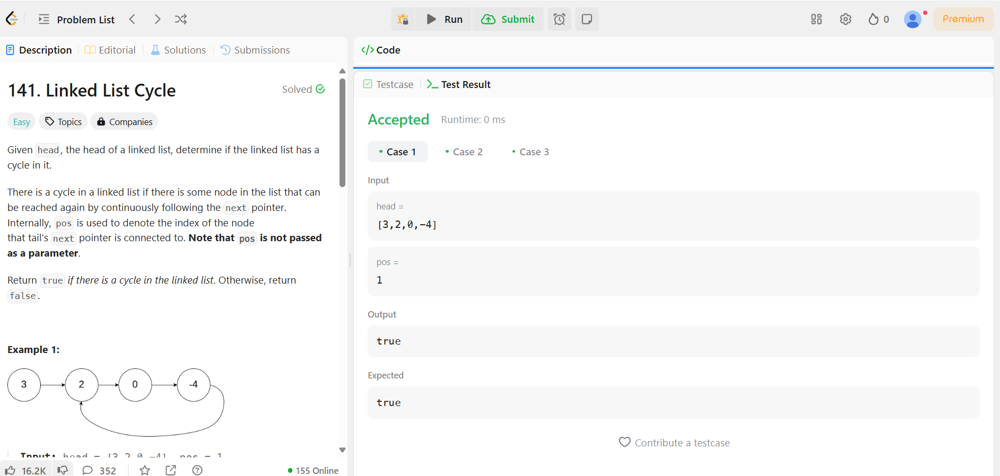 Problem List
Run
Submit
0
Premium
Description
Editorial
Solutions
Submissions
141. Linked List Cycle
Solved
Easy
Topics
Companies
Given head, the head of a linked list, determine if the linked list has a
cycle in it.
There is a cycle in a linked list if there is some node in the list that can
be reached again by continuously following the next pointer.
Internally, pos is used to denote the index of the node
that tail's next pointer is connected to. Note that pos is not passed
as a parameter.
Return true if there is a cycle in the linked list. Otherwise, return
false.
Example 1:
3
2
0
-4
Input: head = [3,2,0,-4], pos = 1
16.2K
352
155 Online
</> Code
Testcase
Test Result
Accepted
Runtime: 0 ms
Case 1
Case 2
Case 3
Input
head =
[3,2,0,-4]
pos =
1
Output
true
Expected
true
Contribute a testcase